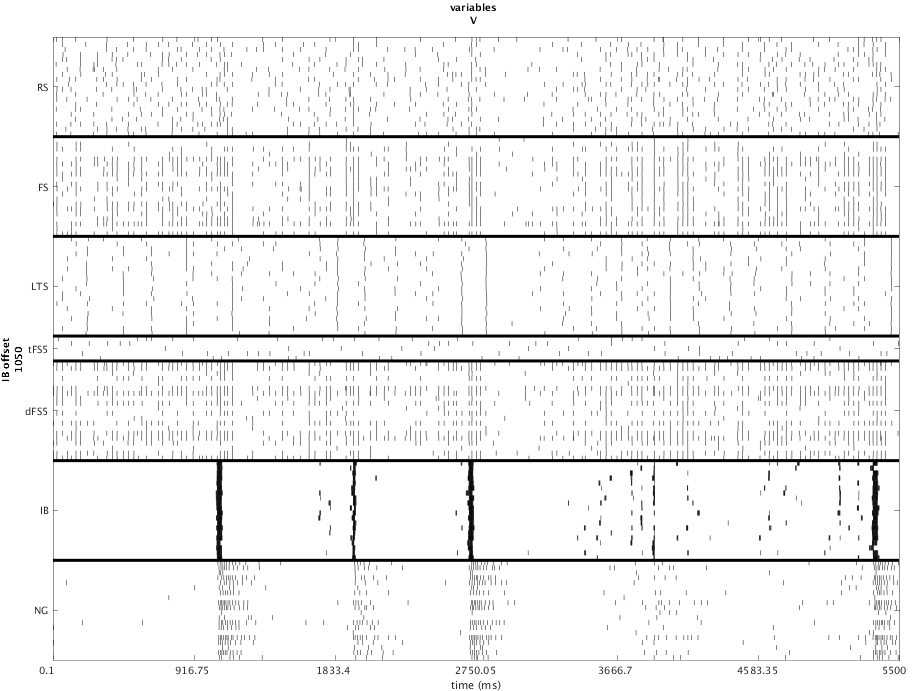 variables
V
RS
FS
LTS
tFS5
dFS5
IB
NG
IB offset
1050
0.1 916.75 1833.4 2750.05 3666.7 4583.35 5500
time (ms)